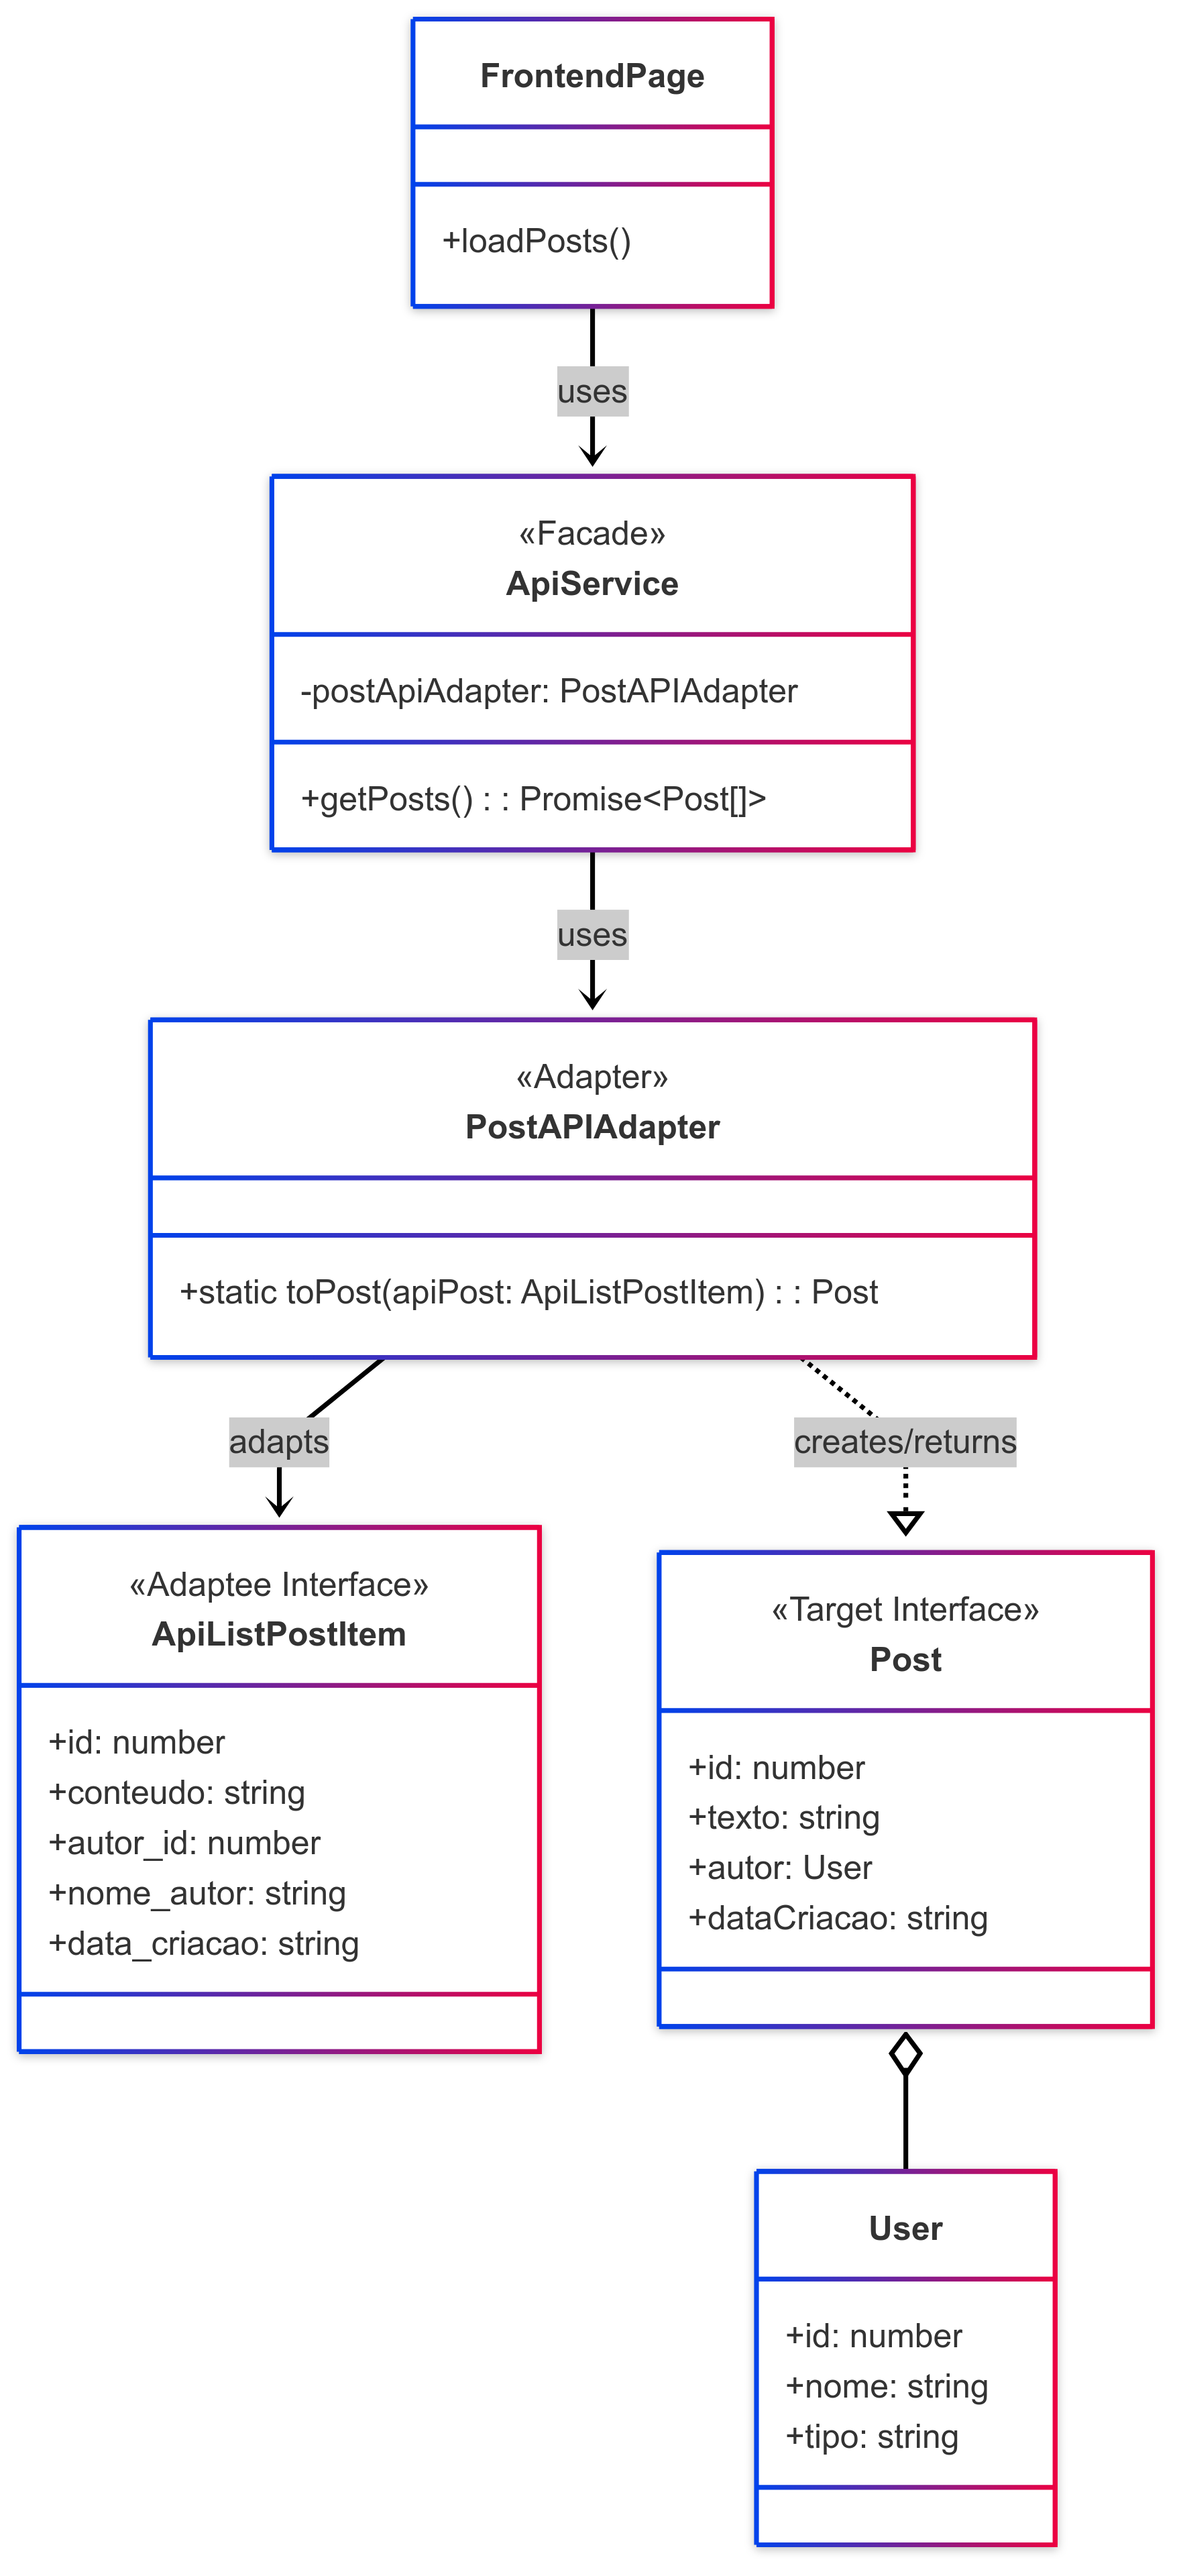 FrontendPage
+loadPosts()
uses
«Facade»
ApiService
-postApiAdapter: PostAPIAdapter
+getPosts() : : Promise<Post[]>
uses
«Adapter»
PostAPIAdapter
+static toPost(apiPost: ApiListPostItem) : : Post
adapts
creates/returns
«Adaptee Interface»
ApiListPostItem
+id: number
+conteudo: string
+autor_id: number
+nome_autor: string
+data_criacao: string
«Target Interface»
Post
+id: number
+texto: string
+autor: User
+dataCriacao: string
User
+id: number
+nome: string
+tipo: string